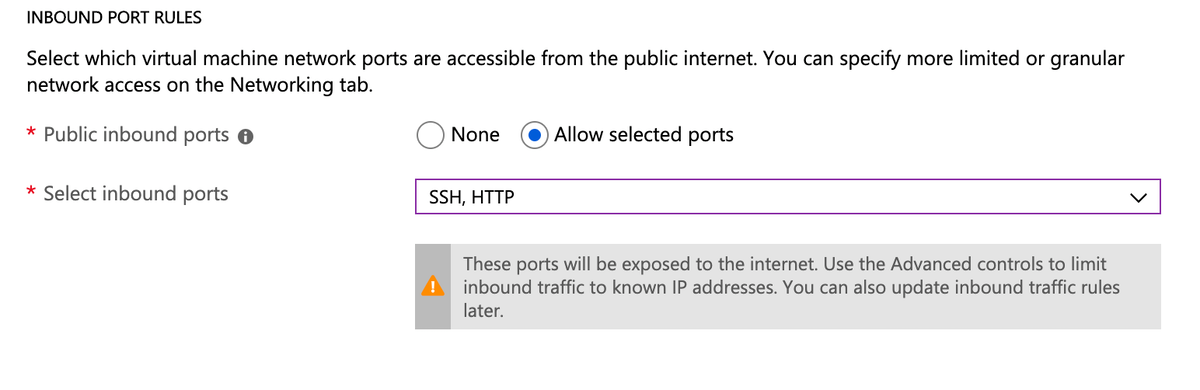 INBOUND PORT RULES
Select which virtual machine network ports are accessible from the public internet. You can specify more limited or granular
network access on the Networking tab.
* Public inbound ports
None
Allow selected ports
* Select inbound ports
SSH, HTTP
These ports will be exposed to the internet. Use the Advanced controls to limit
inbound traffic to known IP addresses. You can also update inbound traffic rules
later.